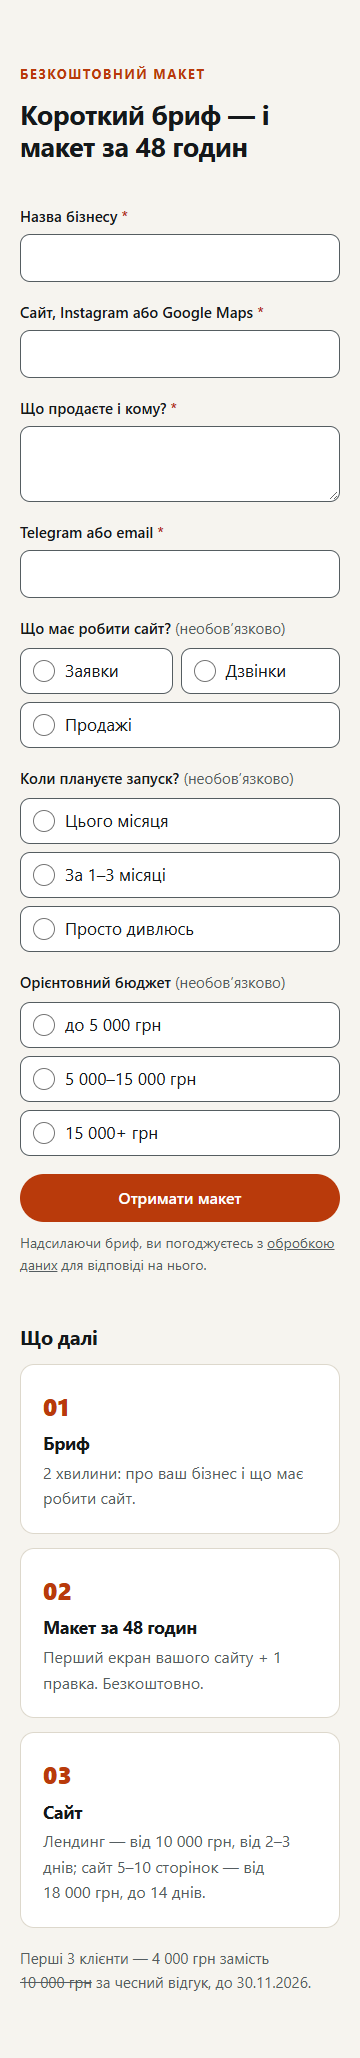 БЕЗКОШТОВНИЙ МАКЕТ
Короткий бриф — і
макет за 48 годин
Назва бізнесу *
Сайт, Instagram або Google Maps *
Що продаєте і кому? *
Telegram або email *
Що має робити сайт? (необовʼязково)
Заявки
Дзвінки
Продажі
Коли плануєте запуск? (необовʼязково)
Цього місяця
За 1–3 місяці
Просто дивлюсь
Орієнтовний бюджет (необовʼязково)
до 5 000 грн
5 000–15 000 грн
15 000+ грн
Отримати макет
Надсилаючи бриф, ви погоджуєтесь з обробкою
даних для відповіді на нього.
Що далі
01
Бриф
2 хвилини: про ваш бізнес і що має
робити сайт.
02
Макет за 48 годин
Перший екран вашого сайту + 1
правка. Безкоштовно.
03
Сайт
Лендинг — від 10 000 грн, від 2–3
днів; сайт 5–10 сторінок — від
18 000 грн, до 14 днів.
Перші 3 клієнти — 4 000 грн замість
10 000 грн за чесний відгук, до 30.11.2026.